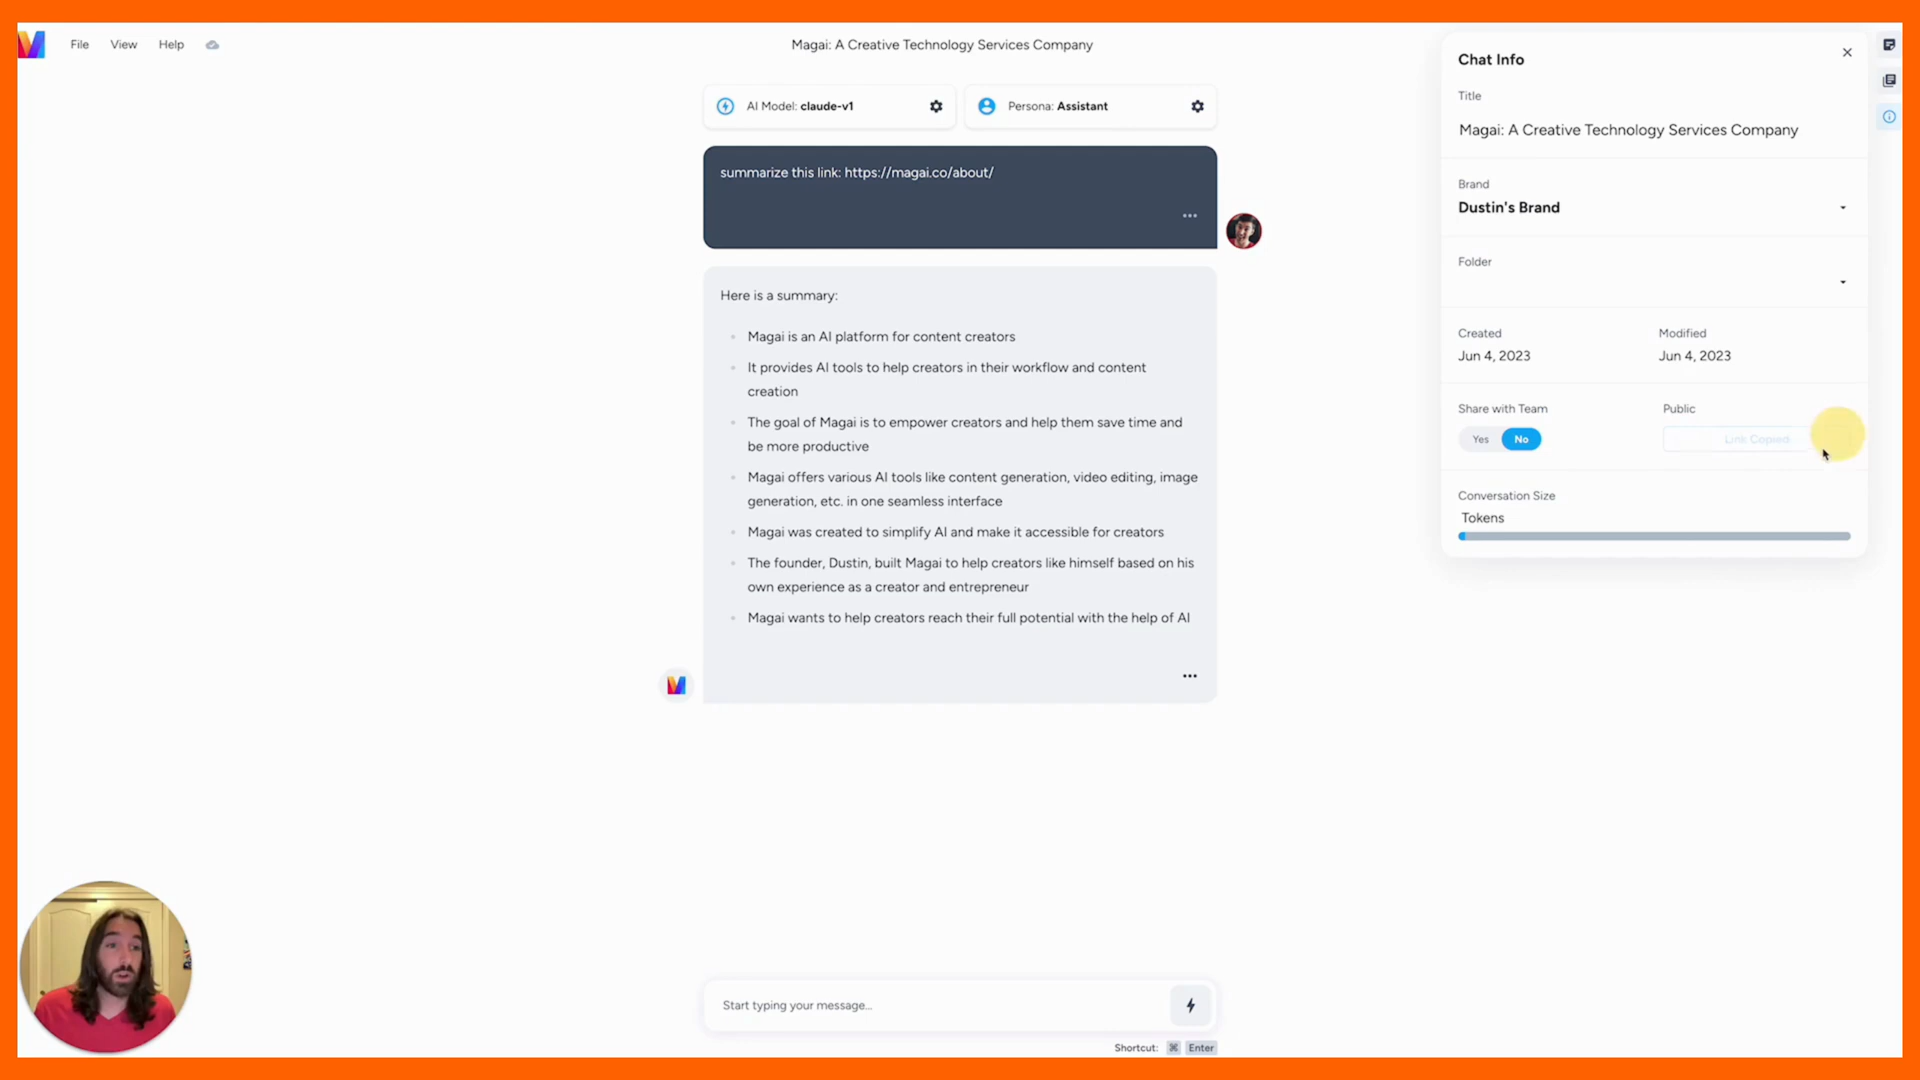 File View Help
Magai: A Creative Technology Services Company
AI Model: claude-v1
Persona: Assistant
summarize this link: https://magai.co/about/
Here is a summary:
Magai is an AI platform for content creators
It provides AI tools to help creators in their workflow and content
creation
The goal of Magai is to empower creators and help them save time and
be more productive
Magai offers various AI tools like content generation, video editing, image
generation, etc. in one seamless interface
Magai was created to simplify AI and make it accessible for creators
The founder, Dustin, built Magai to help creators like himself based on his
own experience as a creator and entrepreneur
Magai wants to help creators reach their full potential with the help of AI
Start typing your message...
Shortcut: ⌘ Enter
Chat Info
Title
Magai: A Creative Technology Services Company
Brand
Dustin's Brand
Folder
Created Modified
Jun 4, 2023 Jun 4, 2023
Share with Team Public
Yes No Link Copied
Conversation Size
Tokens